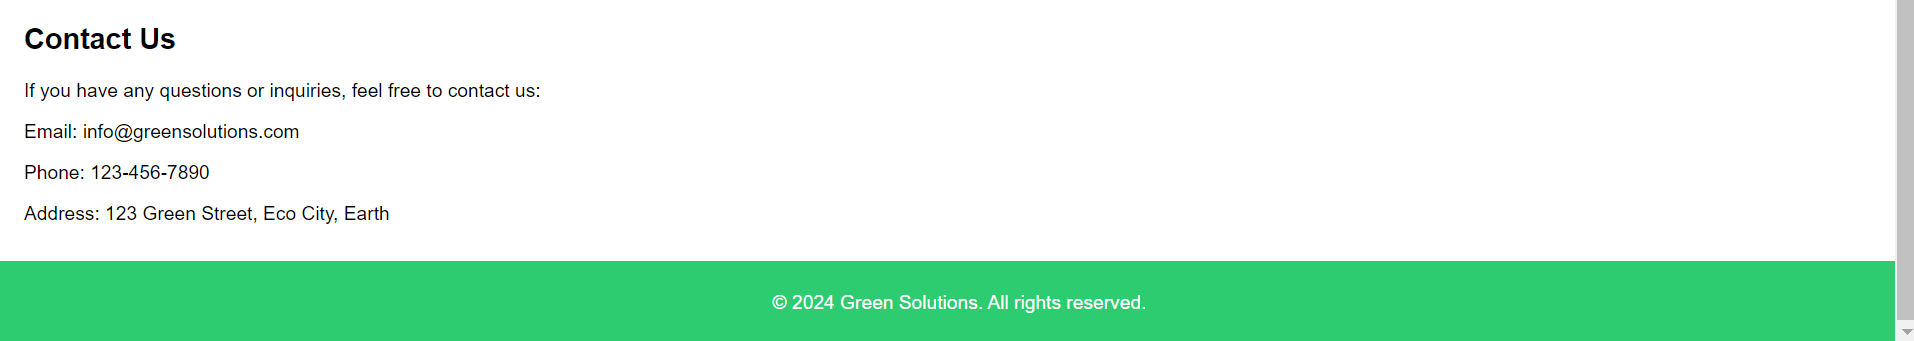 Contact Us
If you have any questions or inquiries, feel free to contact us:
Email: info@greensolutions.com
Phone: 123-456-7890
Address: 123 Green Street, Eco City, Earth
© 2024 Green Solutions. All rights reserved.